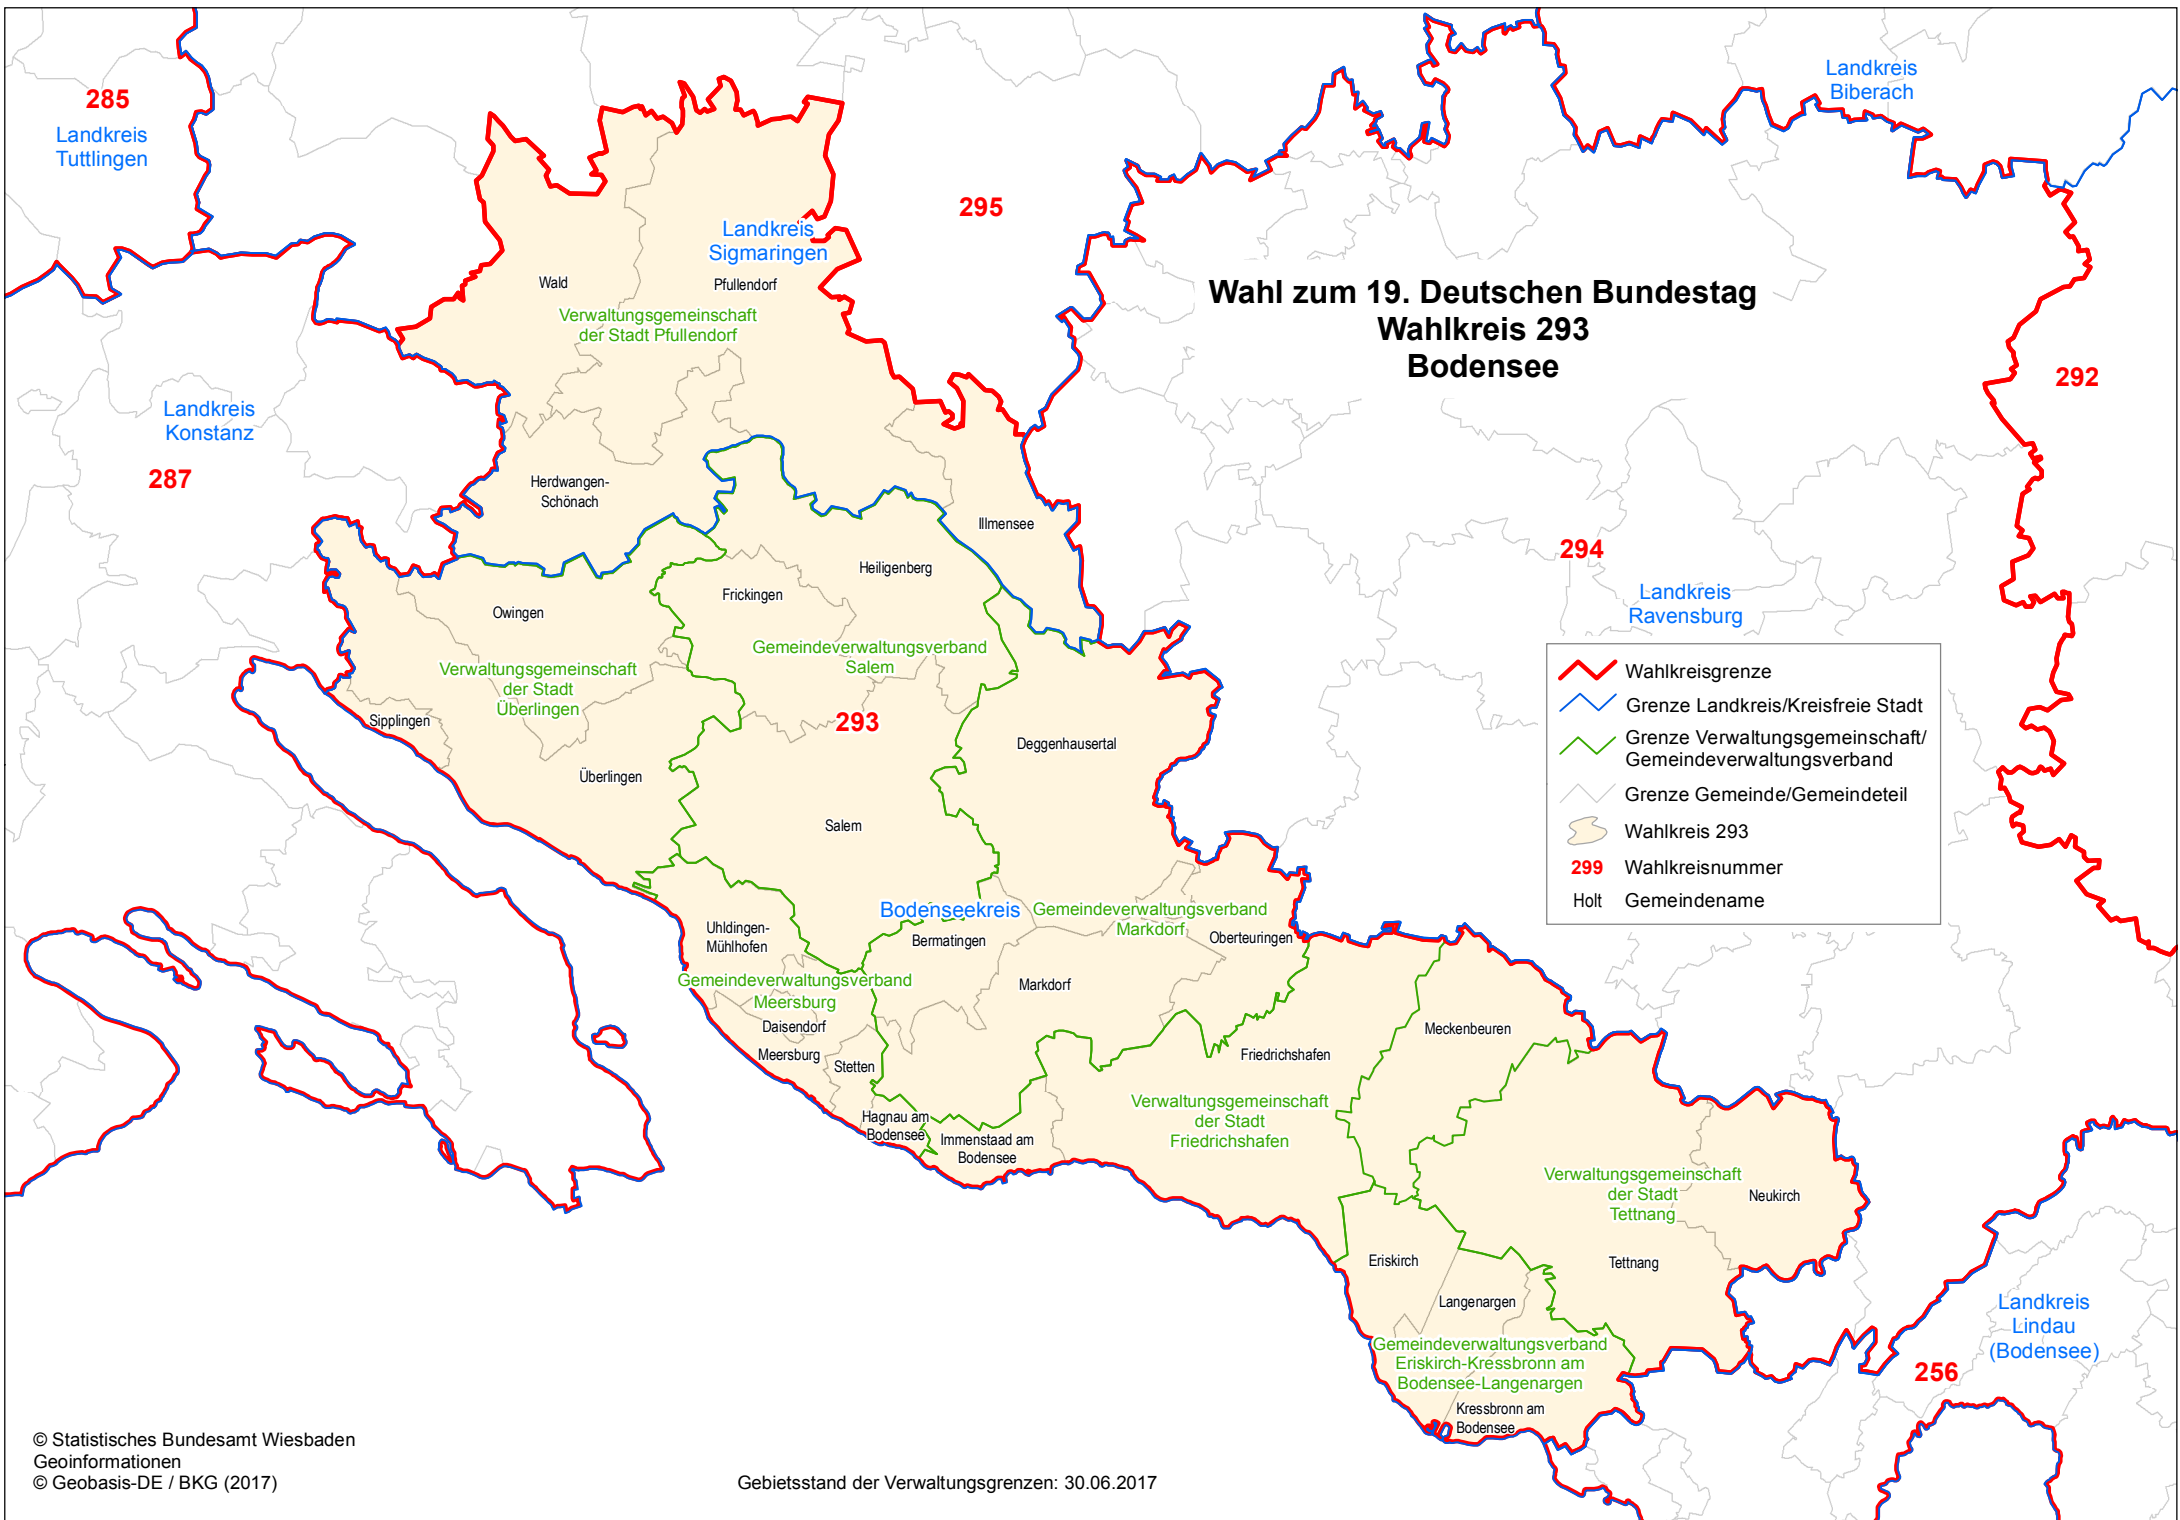 285
Landkreis
Tuttlingen
Landkreis
Biberach
295
Landkreis
Sigmaringen
Wald
Pfullendorf
Verwaltungsgemeinschaft
der Stadt Pfullendorf
Wahl zum 19. Deutschen Bundestag
Wahlkreis 293
Bodensee
292
Landkreis
Konstanz
287
Herdwangen-
Schönach
Illmensee
294
Landkreis
Ravensburg
Heiligenberg
Frickingen
Owingen
Gemeindeverwaltungsverband
Salem
Verwaltungsgemeinschaft
der Stadt
Überlingen
Sipplingen
293
Deggenhausertal
Überlingen
Salem
Wahlkreisgrenze
Grenze Landkreis/Kreisfreie Stadt
Grenze Verwaltungsgemeinschaft/
Gemeindeverwaltungsverband
Grenze Gemeinde/Gemeindeteil
Wahlkreis 293
299 Wahlkreisnummer
Holt Gemeindename
Bodenseekreis
Gemeindeverwaltungsverband
Markdorf
Uhldingen-
Mühlhofen
Bermatingen
Oberteuringen
Gemeindeverwaltungsverband
Meersburg
Markdorf
Daisendorf
Meersburg
Stetten
Friedrichshafen
Meckenbeuren
Hagnau am
Bodensee
Immenstaad am
Bodensee
Verwaltungsgemeinschaft
der Stadt
Friedrichshafen
Verwaltungsgemeinschaft
der Stadt
Tettnang
Neukirch
Eriskirch
Tettnang
Langenargen
Gemeindeverwaltungsverband
Eriskirch-Kressbronn am
Bodensee-Langenargen
Kressbronn am
Bodensee
Landkreis
Lindau
(Bodensee)
256
© Statistisches Bundesamt Wiesbaden
Geoinformationen
© Geobasis-DE / BKG (2017)
Gebietsstand der Verwaltungsgrenzen: 30.06.2017